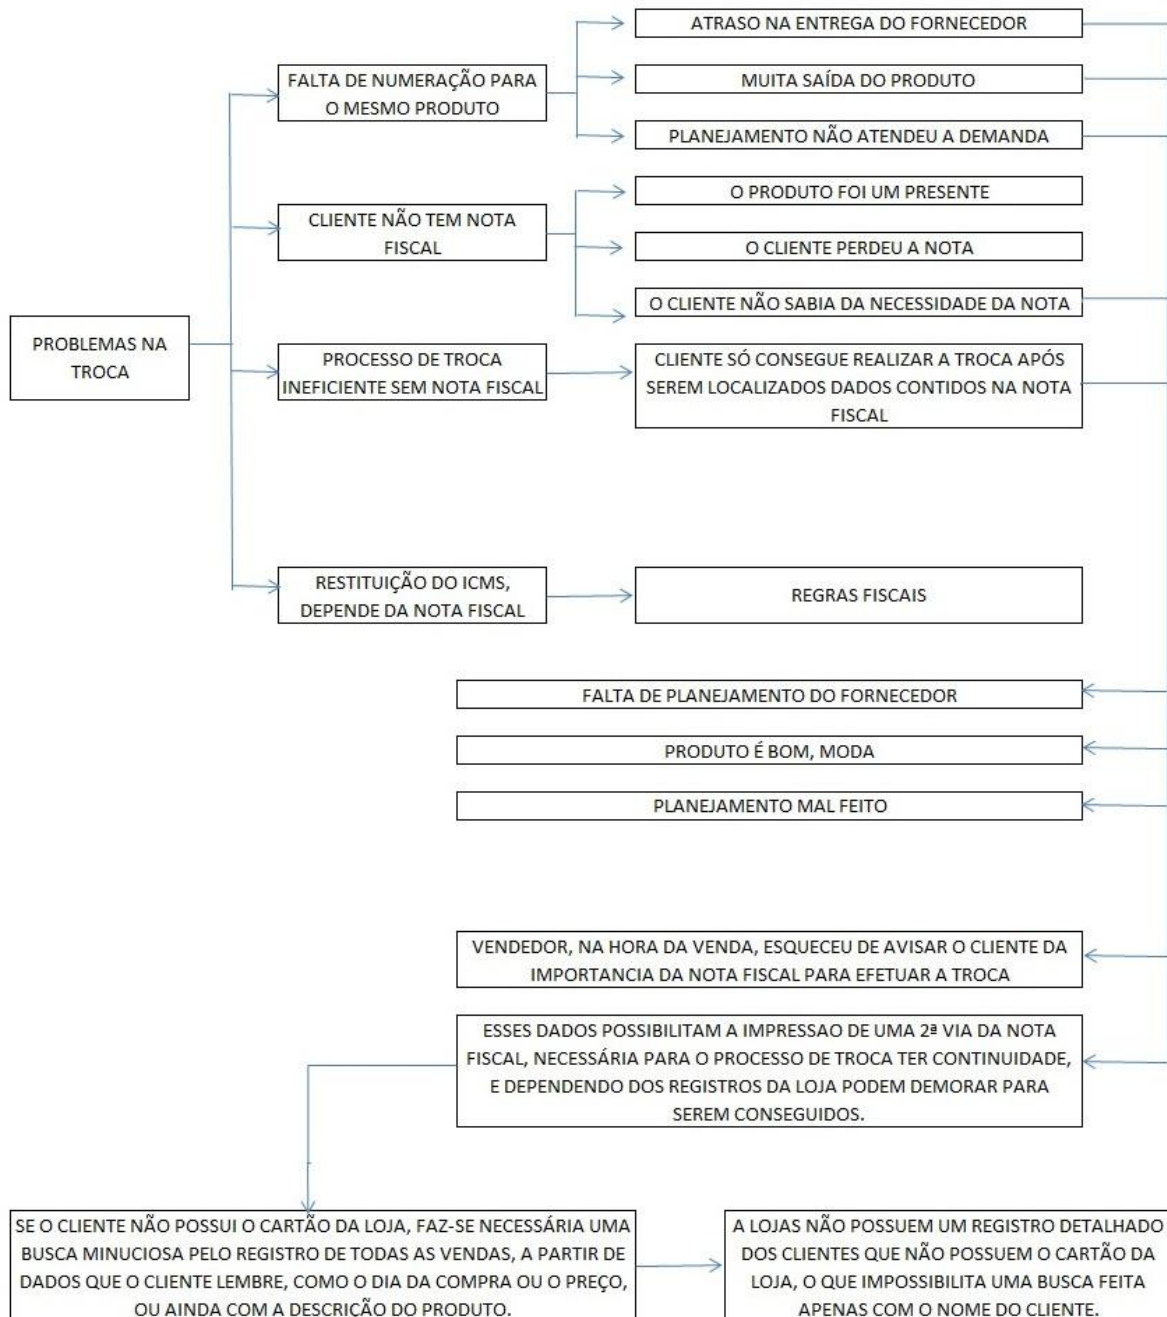 ATRASO NA ENTREGA DO FORNECEDOR
FALTA DE NUMERAÇÃO PARA
O MESMO PRODUTO
MUITA SAÍDA DO PRODUTO
PLANEJAMENTO NÃO ATENDEU A DEMANDA
O PRODUTO FOI UM PRESENTE
CLIENTE NÃO TEM NOTA
FISCAL
O CLIENTE PERDEU A NOTA
O CLIENTE NÃO SABIA DA NECESSIDADE DA NOTA
PROBLEMAS NA
TROCA
PROCESSO DE TROCA
INEFICIENTE SEM NOTA FISCAL
CLIENTE SÓ CONSEGUE REALIZAR A TROCA APÓS
SEREM LOCALIZADOS DADOS CONTIDOS NA NOTA
FISCAL
RESTITUIÇÃO DO ICMS,
DEPENDE DA NOTA FISCAL
REGRAS FISCAIS
FALTA DE PLANEJAMENTO DO FORNECEDOR
PRODUTO É BOM, MODA
PLANEJAMENTO MAL FEITO
VENDEDOR, NA HORA DA VENDA, ESQUECEU DE AVISAR O CLIENTE DA
IMPORTANCIA DA NOTA FISCAL PARA EFETUAR A TROCA
ESSES DADOS POSSIBILITAM A IMPRESSAO DE UMA 2ª VIA DA NOTA
FISCAL, NECESSÁRIA PARA O PROCESSO DE TROCA TER CONTINUIDADE,
E DEPENDENDO DOS REGISTROS DA LOJA PODEM DEMORAR PARA
SEREM CONSEGUIDOS.
SE O CLIENTE NÃO POSSUI O CARTÃO DA LOJA, FAZ-SE NECESSÁRIA UMA
BUSCA MINUCIOSA PELO REGISTRO DE TODAS AS VENDAS, A PARTIR DE
DADOS QUE O CLIENTE LEMBRE, COMO O DIA DA COMPRA OU O PREÇO,
OU AINDA COM A DESCRIÇÃO DO PRODUTO.
A LOJAS NÃO POSSUEM UM REGISTRO DETALHADO
DOS CLIENTES QUE NÃO POSSUEM O CARTÃO DA
LOJA, O QUE IMPOSSIBILITA UMA BUSCA FEITA
APENAS COM O NOME DO CLIENTE.